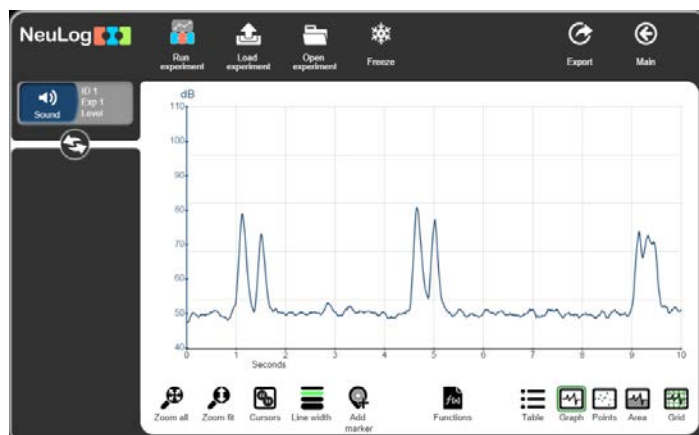 NeuLog
Run
experiment
Load
experiment
Open
experiment
Freeze
Export
Main
Sound
ID 1
Exp 1
Level
dB
110
100
90
80
70
60
50
40
0 1 2 3 4 5 6 7 8 9 10
Seconds
Zoom all
Zoom fit
Cursors
Line width
Add
marker
f(x)
Functions
Table
Graph
Points
Area
Grid